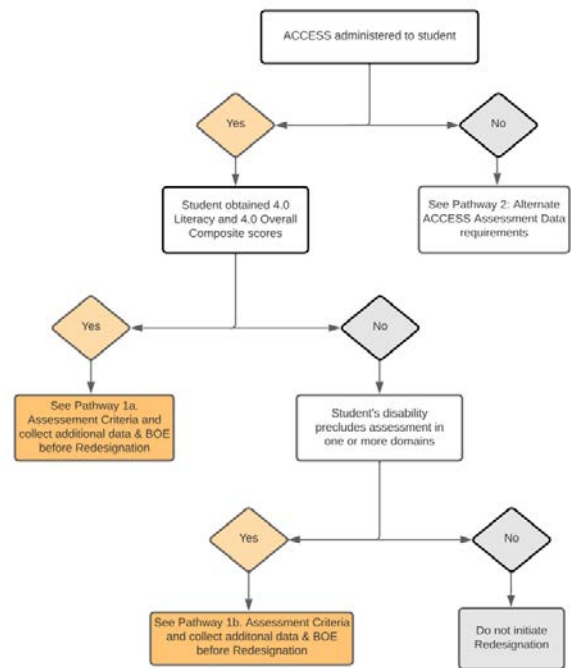 ACCESS administered to student
Yes
No
Student obtained 4.0
Literacy and 4.0 Overall
Composite scores
See Pathway 2: Alternate
ACCESS Assessment Data
requirements
Yes
No
See Pathway 1a.
Assessement Criteria and
collect additional data & BOE
before Redesignation
Student's disability
precludes assessment in
one or more domains
Yes
No
See Pathway 1b. Assessment Criteria
and collect additonal data & BOE
before Redesignation
Do not initiate
Redesignation